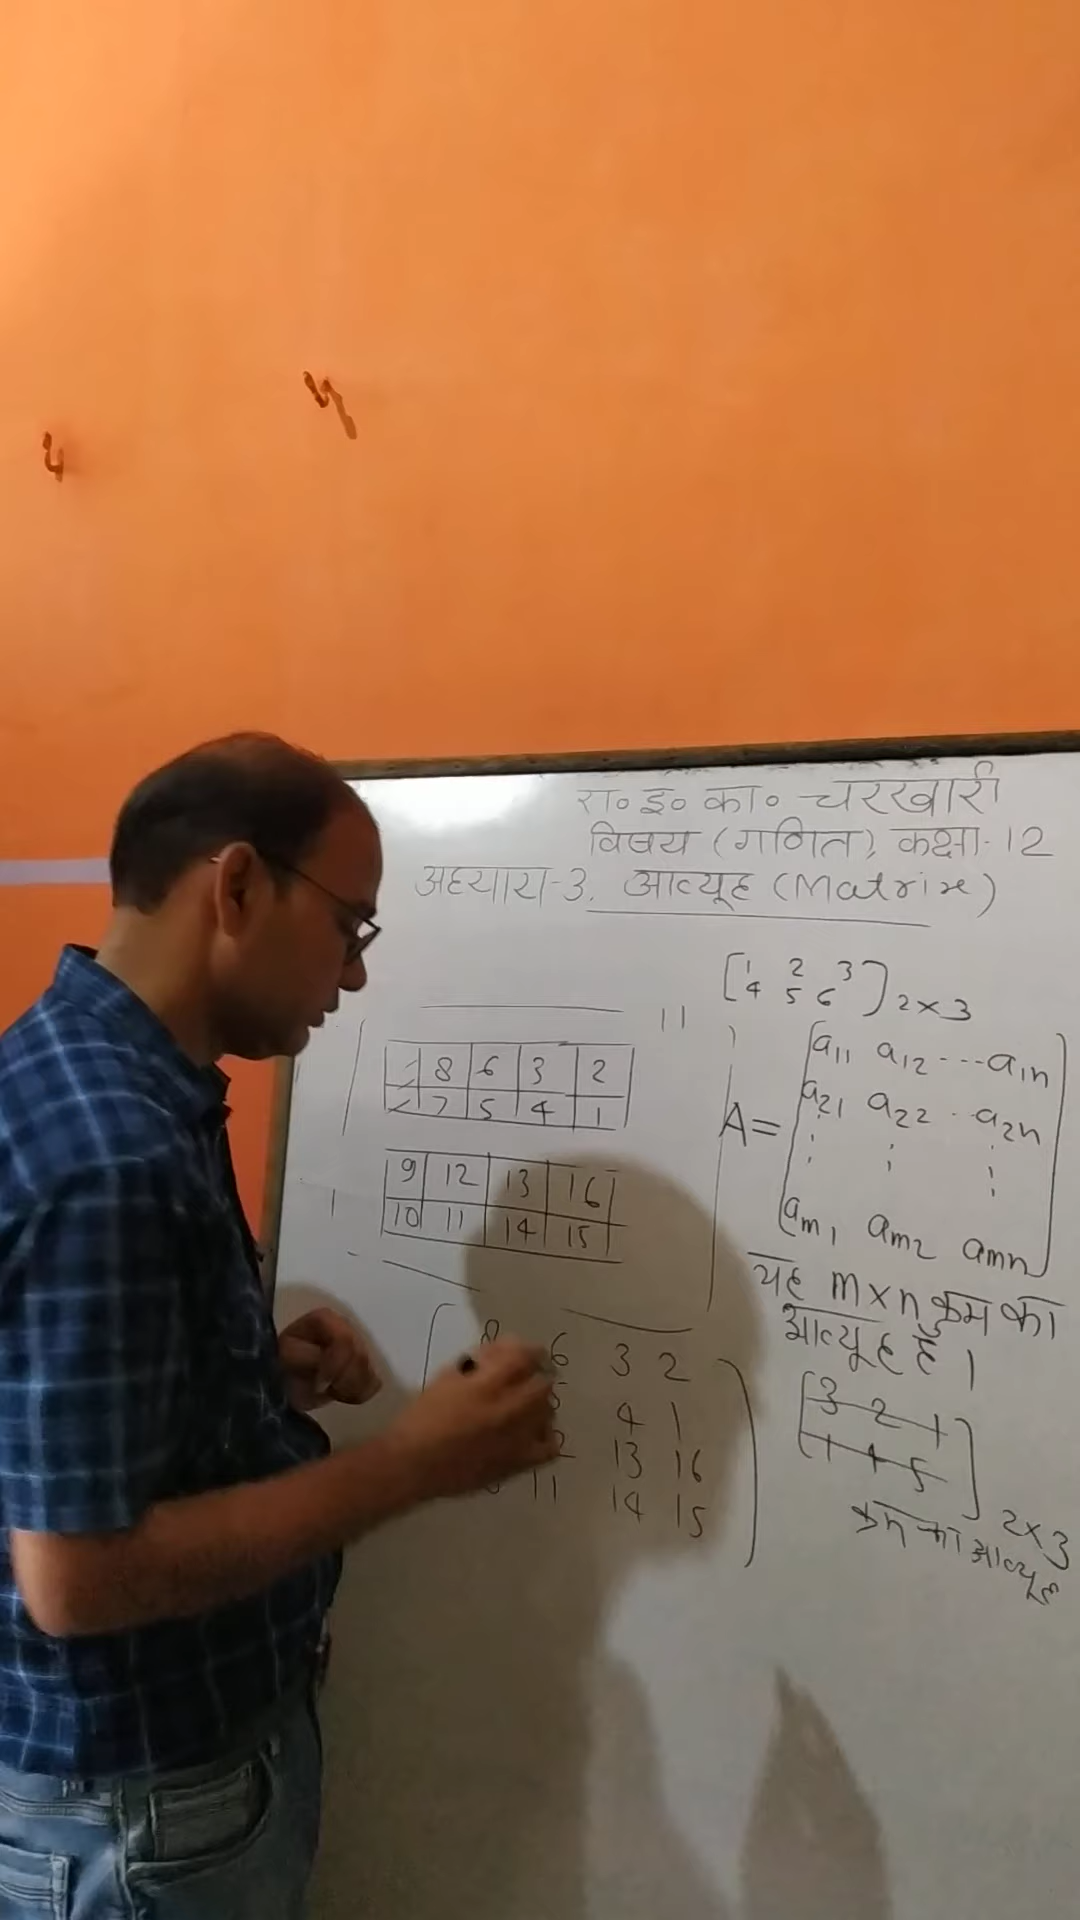 रा० इ० का० चरखारी
विषय (गणित), कक्षा-12
अध्याय-3. आव्यूह (Matrix)
[1 2 3
4 5 6] 2×3
8 6 3 2
7 5 4 1
9 12 13 16
10 11 14 15
A=
a11 a12 ---a1n
a21 a22 . a2n
: : :
am1 am2 amn
यह m×n क्रम का
आव्यूह है।
8 6 3 2
4 1
13 16
11 14 15
[3 2 1
1 4 5] 2×3
क्रम का आव्यूह